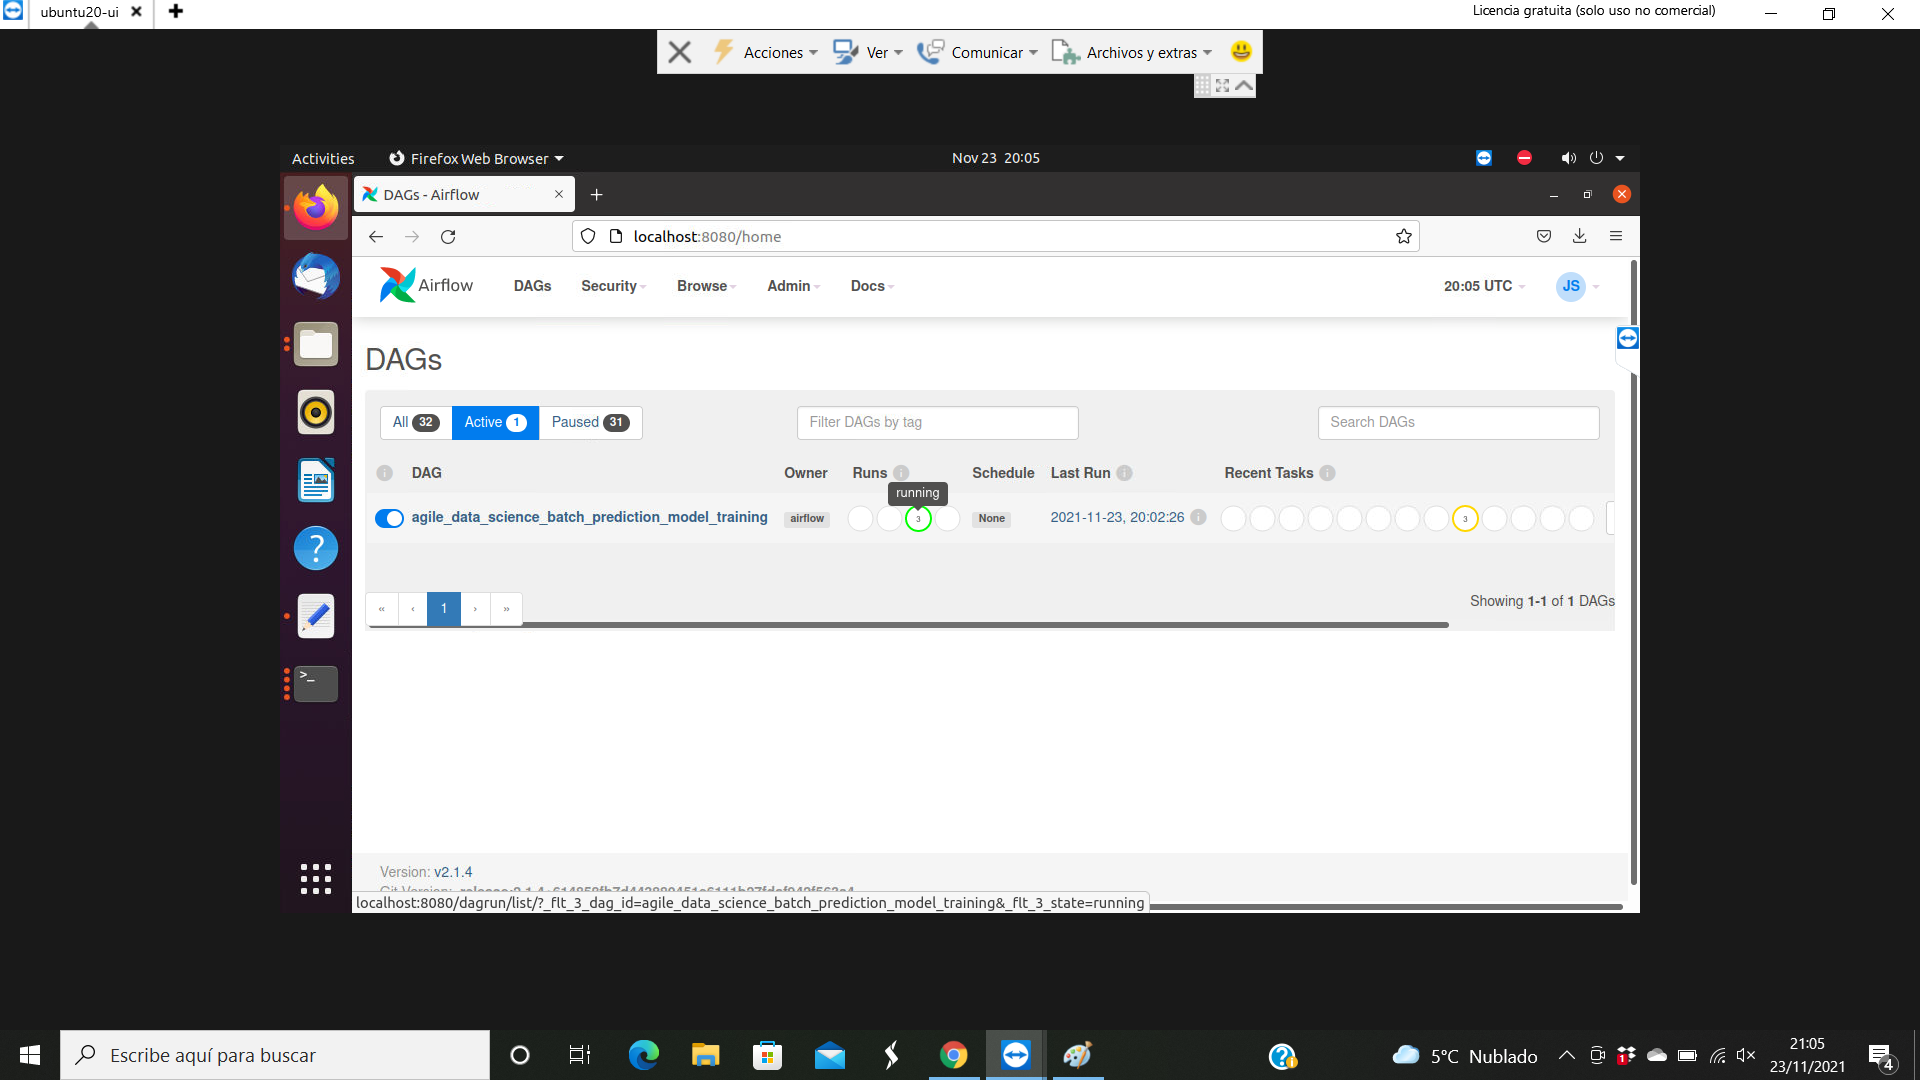 ubuntu20-ui
Licencia gratuita (solo uso no comercial)
Acciones Ver Comunicar Archivos y extras
Activities Firefox Web Browser Nov 23 20:05
DAGs - Airflow
localhost:8080/home
Airflow DAGs Security Browse Admin Docs 20:05 UTC JS
DAGs
All 32 Active 1 Paused 31 Filter DAGs by tag Search DAGs
DAG Owner Runs Schedule Last Run Recent Tasks
running
agile_data_science_batch_prediction_model_training airflow 3 None 2021-11-23, 20:02:26 3
« ‹ 1 › »
Showing 1-1 of 1 DAGs
Version: v2.1.4
localhost:8080/dagrun/list/?_flt_3_dag_id=agile_data_science_batch_prediction_model_training&_flt_3_state=running
Escribe aquí para buscar
5°C Nublado
1
21:05
23/11/2021
4